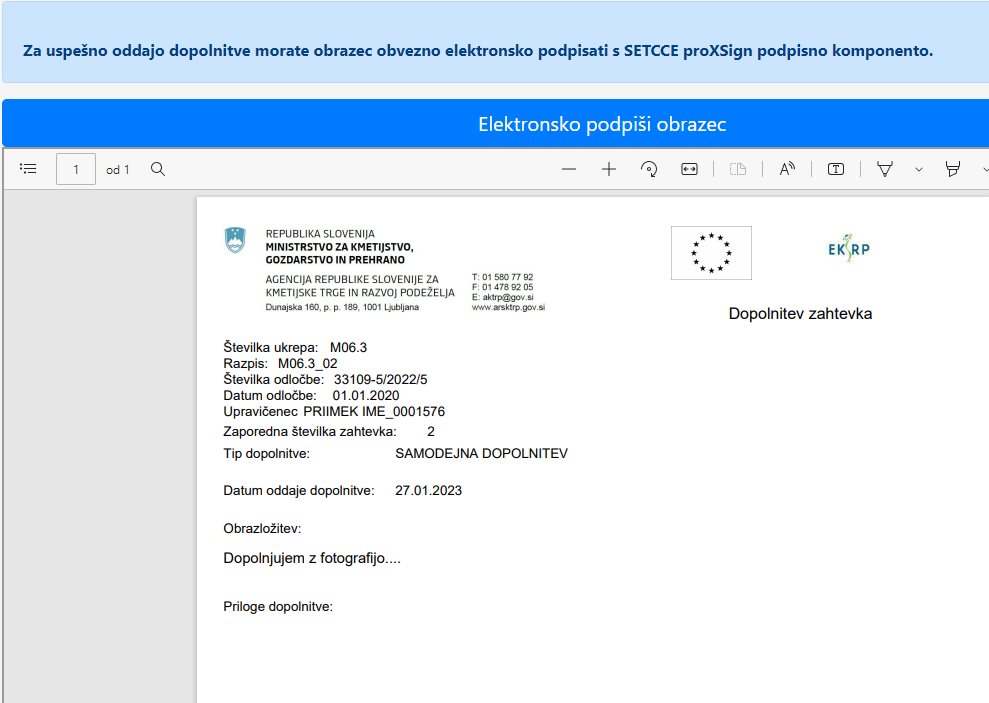 Za uspešno oddajo dopolnitve morate obrazec obvezno elektronsko podpisati s SETCCE proXSign podpisno komponento.
Elektronsko podpiši obrazec
1 od 1
REPUBLIKA SLOVENIJA
MINISTRSTVO ZA KMETIJSTVO,
GOZDARSTVO IN PREHRANO
AGENCIJA REPUBLIKE SLOVENIJE ZA
KMETIJSKE TRGE IN RAZVOJ PODEŽELJA
Dunajska 160, p. p. 189, 1001 Ljubljana
T: 01 580 77 92
F: 01 478 92 05
E: aktrp@gov.si
www.arsktrp.gov.si
EKSRP
Dopolnitev zahtevka
Številka ukrepa: M06.3
Razpis: M06.3_02
Številka odločbe: 33109-5/2022/5
Datum odločbe: 01.01.2020
Upravičenec PRIIMEK IME_0001576
Zaporedna številka zahtevka: 2
Tip dopolnitve: SAMODEJNA DOPOLNITEV
Datum oddaje dopolnitve: 27.01.2023
Obrazložitev:
Dopolnjujem z fotografijo....
Priloge dopolnitve: